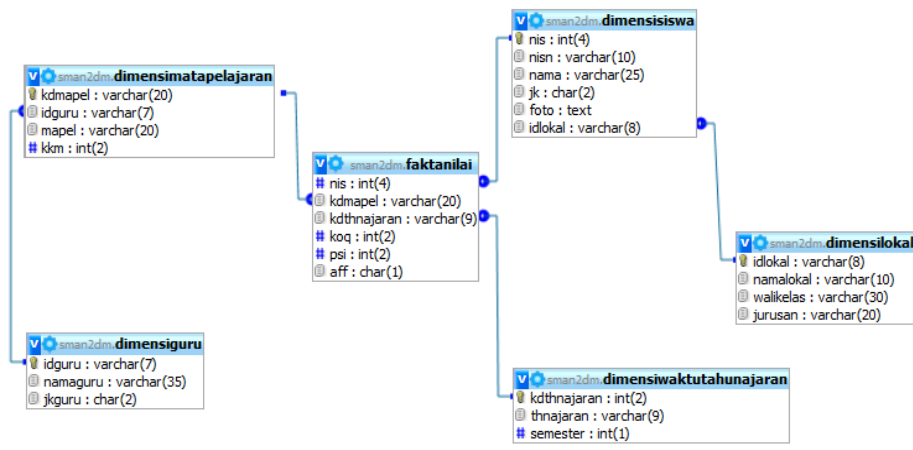 sman2dm.dimensisiswa
nis : int(4)
nisn : varchar(10)
nama : varchar(25)
jk : char(2)
foto : text
idlokal : varchar(8)
sman2dm.dimensimatapelajaran
kdmapel : varchar(20)
idguru : varchar(7)
mapel : varchar(20)
# kkm : int(2)
sman2dm.faktanilai
# nis : int(4)
kdmapel : varchar(20)
kdthnajaran : varchar(9)
# koq : int(2)
# psi : int(2)
aff : char(1)
sman2dm.dimensilokal
idlokal : varchar(8)
namalokal : varchar(10)
walikelas : varchar(30)
jurusan : varchar(20)
sman2dm.dimensiguru
idguru : varchar(7)
namaguru : varchar(35)
jkguru : char(2)
sman2dm.dimensiwaktutahunajaran
kdthnajaran : int(2)
thnajaran : varchar(9)
# semester : int(1)